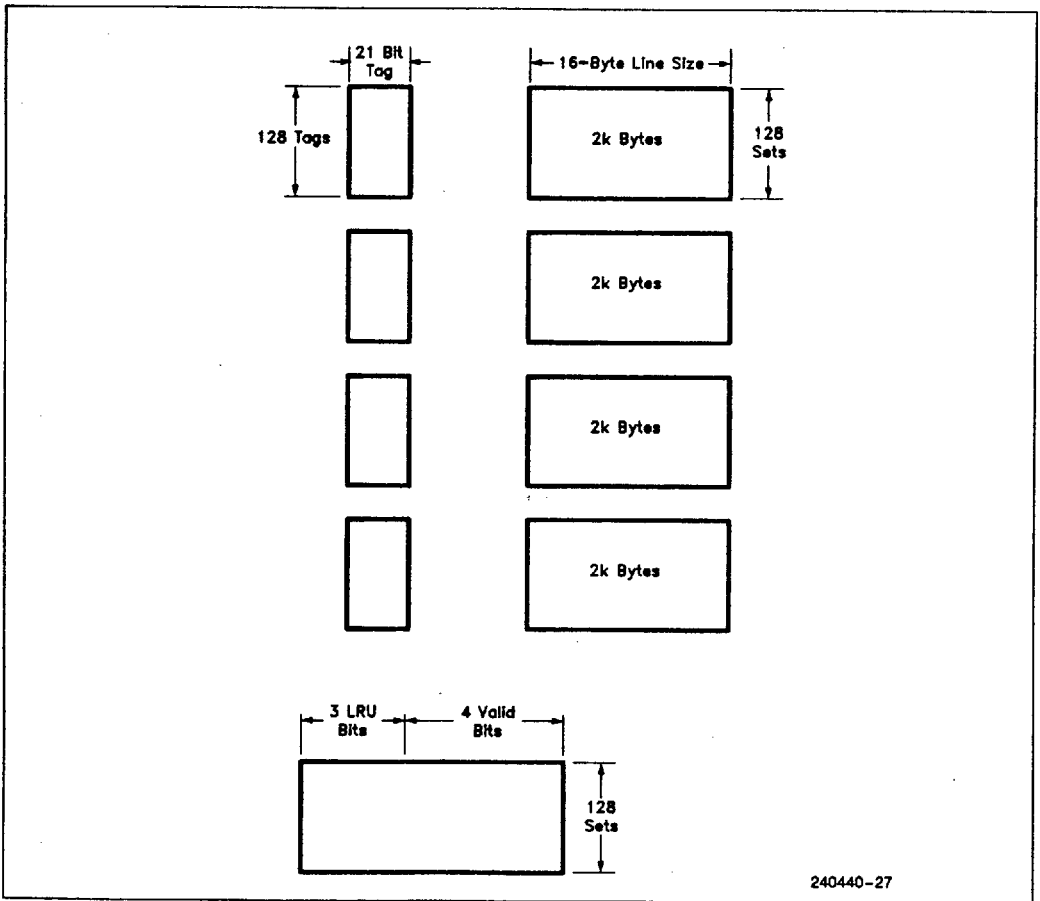 21 Bit
Tag
16-Byte Line Size
128 Tags
2k Bytes
128
Sets
2k Bytes
2k Bytes
2k Bytes
3 LRU
Bits
4 Valid
Bits
128
Sets
240440-27